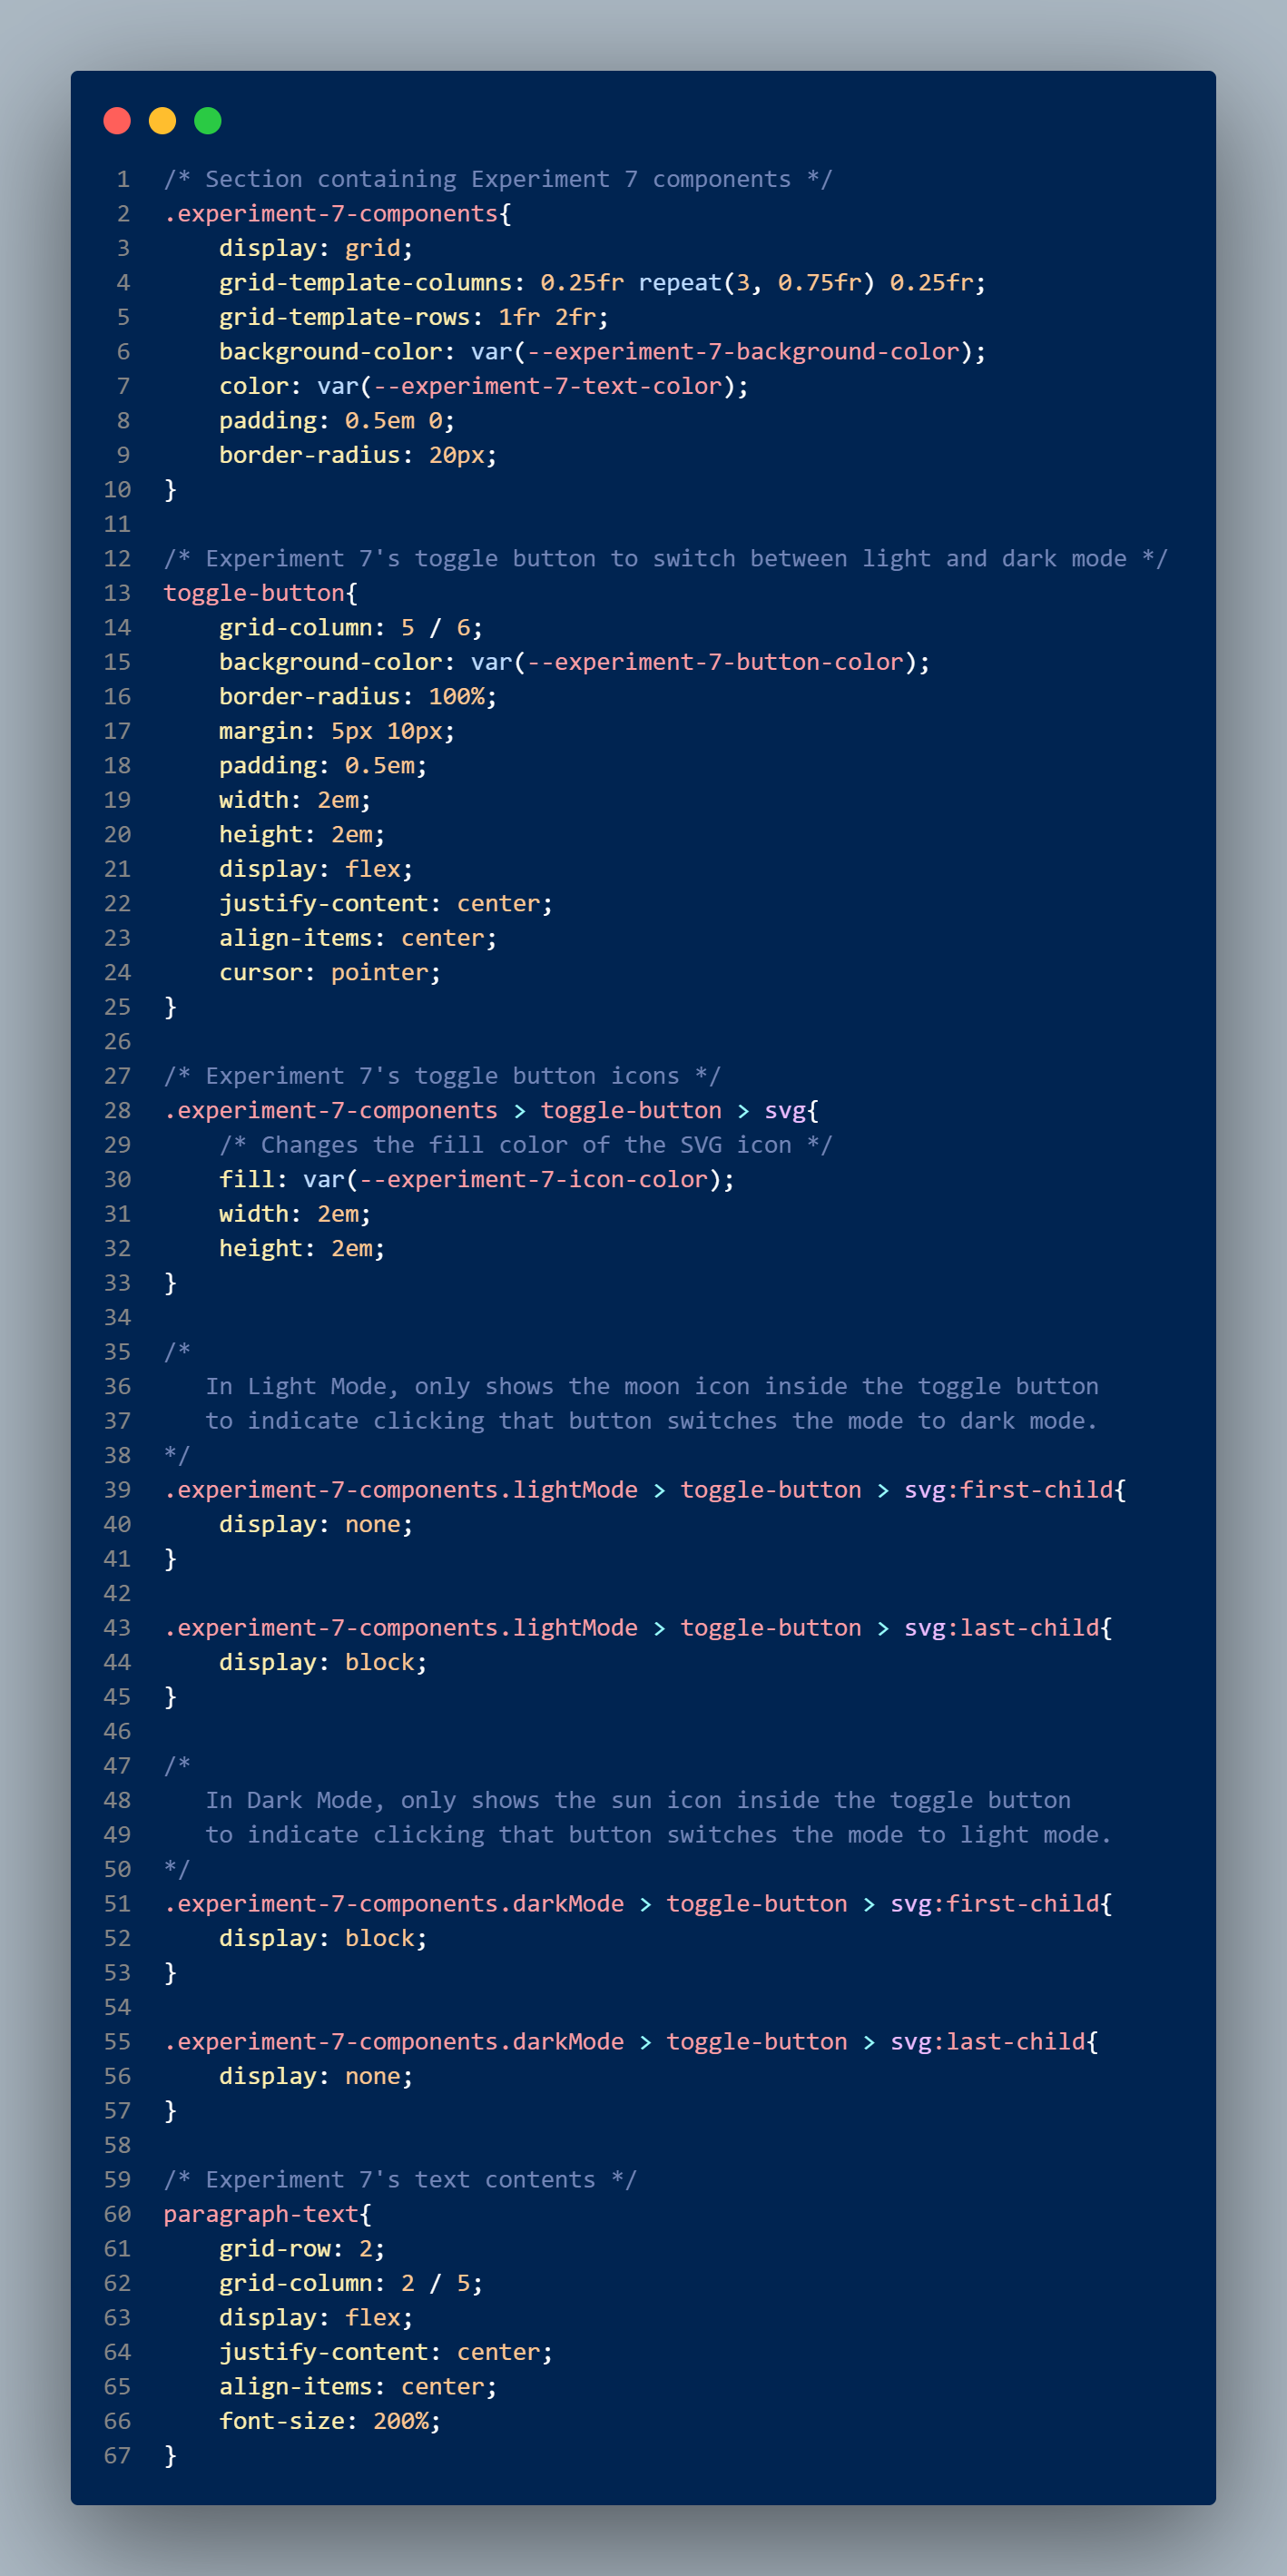 1 /* Section containing Experiment 7 components */
2 .experiment-7-components{
3     display: grid;
4     grid-template-columns: 0.25fr repeat(3, 0.75fr) 0.25fr;
5     grid-template-rows: 1fr 2fr;
6     background-color: var(--experiment-7-background-color);
7     color: var(--experiment-7-text-color);
8     padding: 0.5em 0;
9     border-radius: 20px;
10 }
11
12 /* Experiment 7's toggle button to switch between light and dark mode */
13 toggle-button{
14     grid-column: 5 / 6;
15     background-color: var(--experiment-7-button-color);
16     border-radius: 100%;
17     margin: 5px 10px;
18     padding: 0.5em;
19     width: 2em;
20     height: 2em;
21     display: flex;
22     justify-content: center;
23     align-items: center;
24     cursor: pointer;
25 }
26
27 /* Experiment 7's toggle button icons */
28 .experiment-7-components > toggle-button > svg{
29     /* Changes the fill color of the SVG icon */
30     fill: var(--experiment-7-icon-color);
31     width: 2em;
32     height: 2em;
33 }
34
35 /*
36    In Light Mode, only shows the moon icon inside the toggle button
37    to indicate clicking that button switches the mode to dark mode.
38 */
39 .experiment-7-components.lightMode > toggle-button > svg:first-child{
40     display: none;
41 }
42
43 .experiment-7-components.lightMode > toggle-button > svg:last-child{
44     display: block;
45 }
46
47 /*
48    In Dark Mode, only shows the sun icon inside the toggle button
49    to indicate clicking that button switches the mode to light mode.
50 */
51 .experiment-7-components.darkMode > toggle-button > svg:first-child{
52     display: block;
53 }
54
55 .experiment-7-components.darkMode > toggle-button > svg:last-child{
56     display: none;
57 }
58
59 /* Experiment 7's text contents */
60 paragraph-text{
61     grid-row: 2;
62     grid-column: 2 / 5;
63     display: flex;
64     justify-content: center;
65     align-items: center;
66     font-size: 200%;
67 }